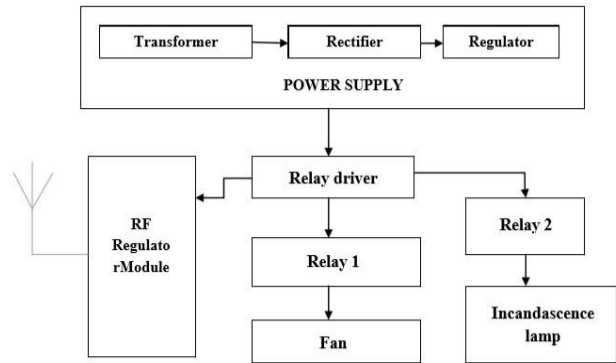 Transformer
Rectifier
Regulator
POWER SUPPLY
Relay driver
RF
Regulato
rModule
Relay 2
Relay 1
Incandascence
lamp
Fan